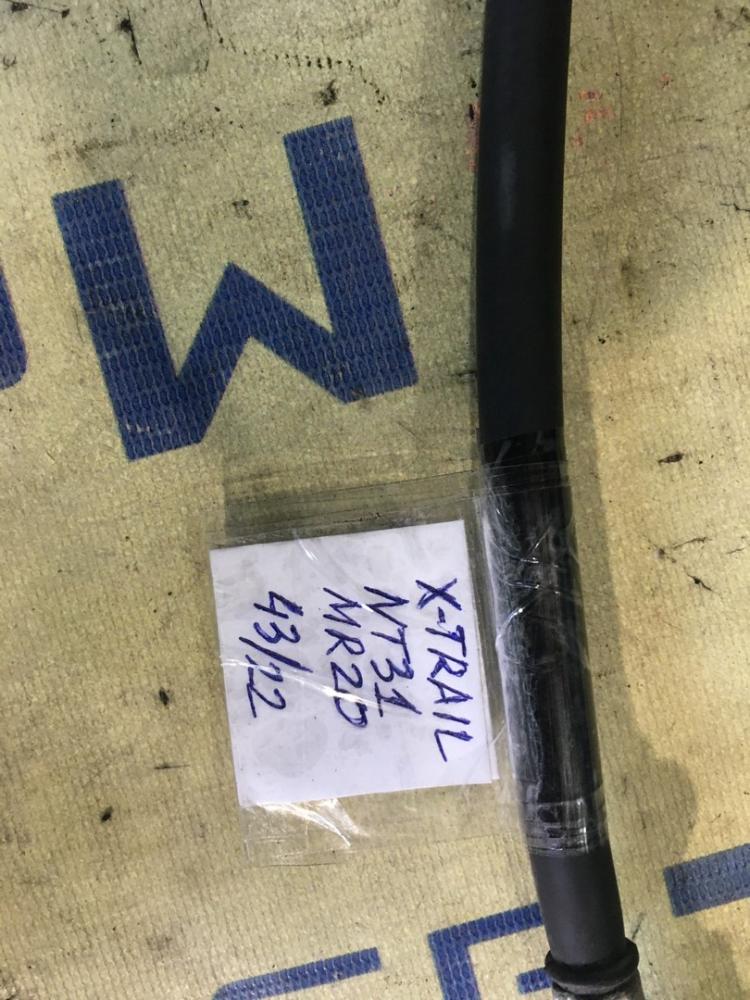 X-TRAIL
NT31
MR20
43/22
M